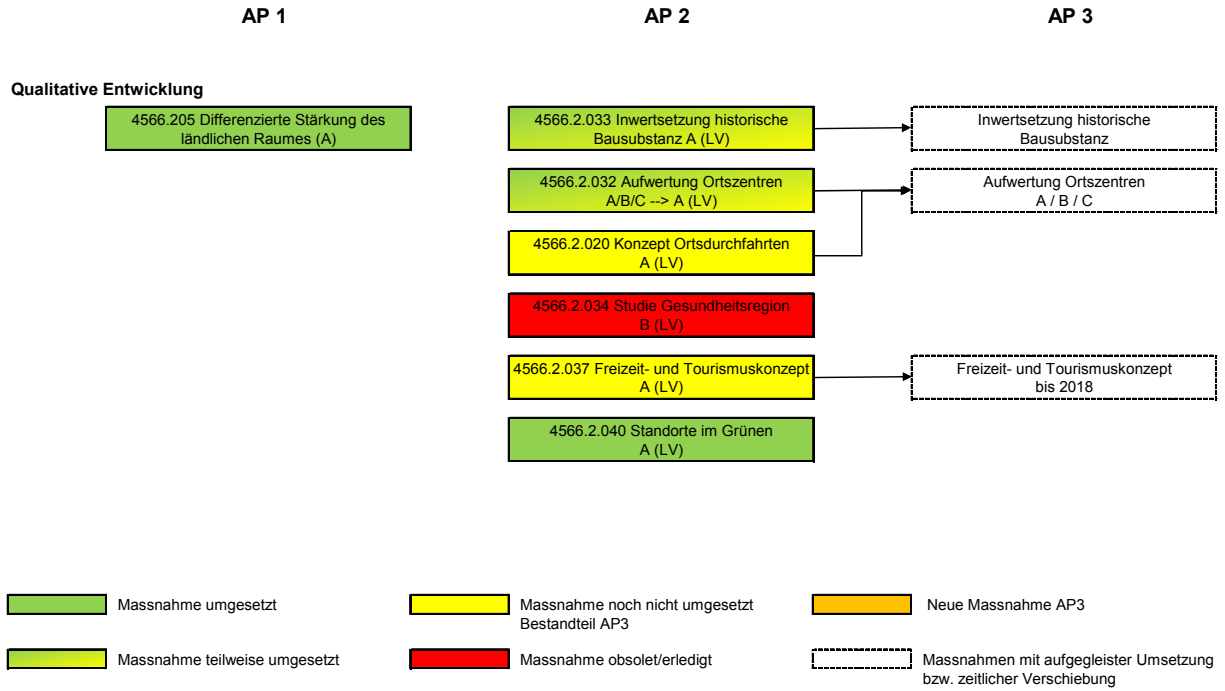 AP 1
AP 2
AP 3
Qualitative Entwicklung
4566.205 Differenzierte Stärkung des
ländlichen Raumes (A)
4566.2.033 Inwertsetzung historische
Bausubstanz A (LV)
Inwertsetzung historische
Bausubstanz
4566.2.032 Aufwertung Ortszentren
A/B/C --> A (LV)
Aufwertung Ortszentren
A / B / C
4566.2.020 Konzept Ortsdurchfahrten
A (LV)
4566.2.034 Studie Gesundheitsregion
B (LV)
4566.2.037 Freizeit- und Tourismuskonzept
A (LV)
Freizeit- und Tourismuskonzept
bis 2018
4566.2.040 Standorte im Grünen
A (LV)
Massnahme umgesetzt
Massnahme noch nicht umgesetzt
Bestandteil AP3
Neue Massnahme AP3
Massnahme teilweise umgesetzt
Massnahme obsolet/erledigt
Massnahmen mit aufgegleister Umsetzung
bzw. zeitlicher Verschiebung